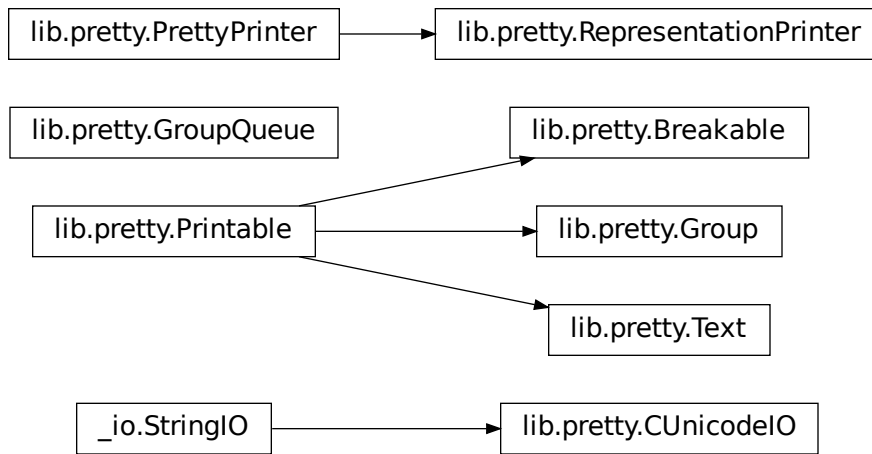 lib.pretty.PrettyPrinter
lib.pretty.RepresentationPrinter
lib.pretty.GroupQueue
lib.pretty.Breakable
lib.pretty.Printable
lib.pretty.Group
lib.pretty.Text
_io.StringIO
lib.pretty.CUnicodeIO